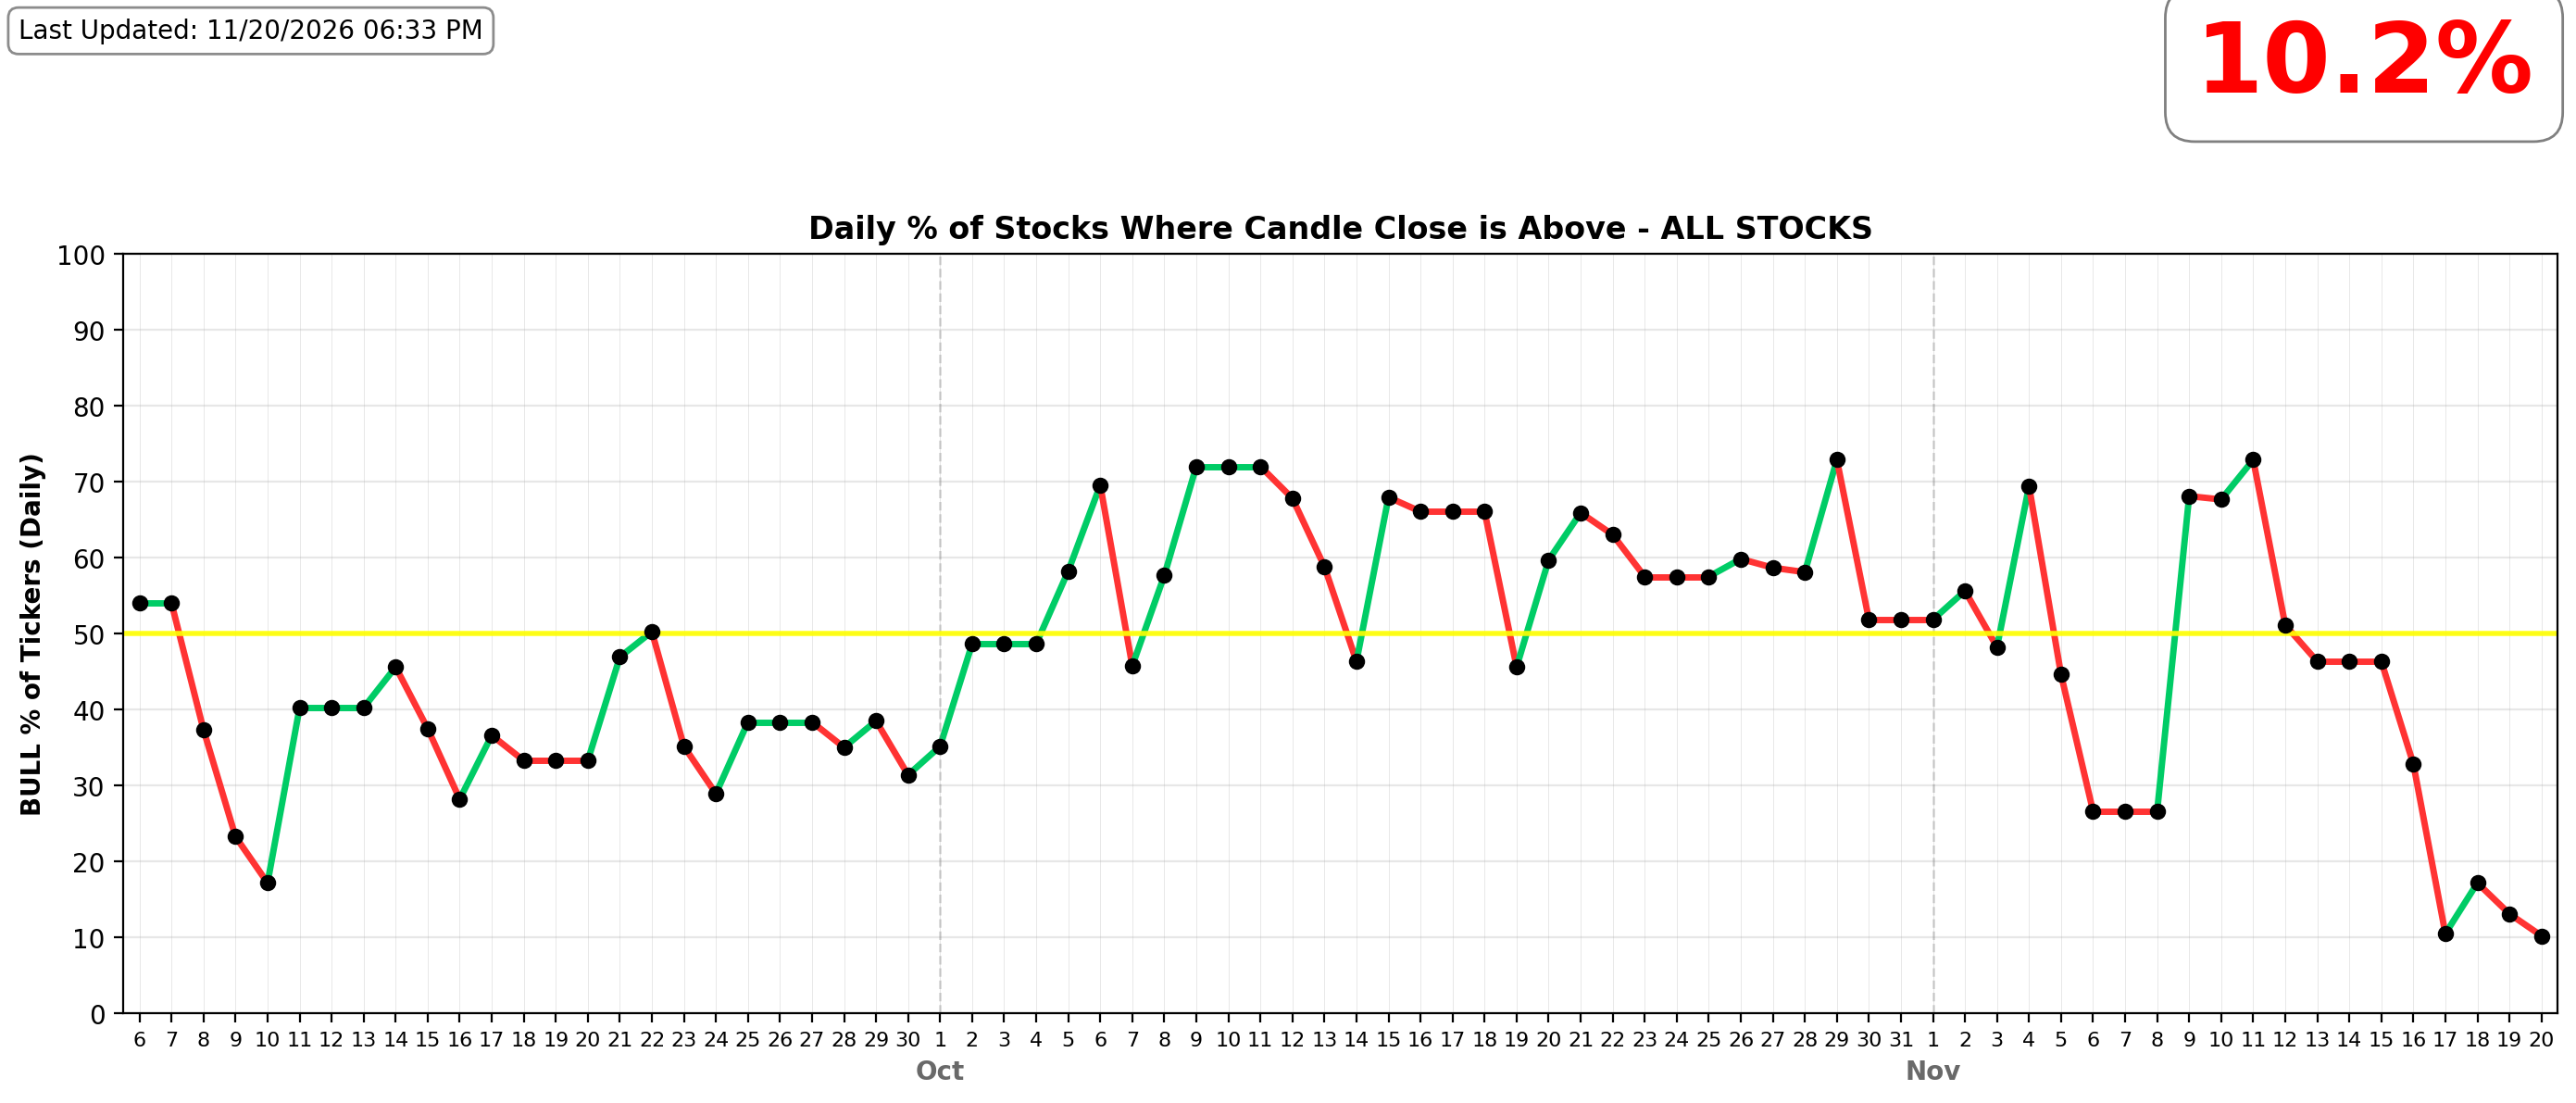 Last Updated: 11/20/2026 06:33 PM
10.2%
Daily % of Stocks Where Candle Close is Above - ALL STOCKS
BULL % of Tickers (Daily)
100
90
80
70
60
50
40
30
20
10
0
6 7 8 9 10 11 12 13 14 15 16 17 18 19 20 21 22 23 24 25 26 27 28 29 30 1 2 3 4 5 6 7 8 9 10 11 12 13 14 15 16 17 18 19 20 21 22 23 24 25 26 27 28 29 30 31 1 2 3 4 5 6 7 8 9 10 11 12 13 14 15 16 17 18 19 20
Oct Nov